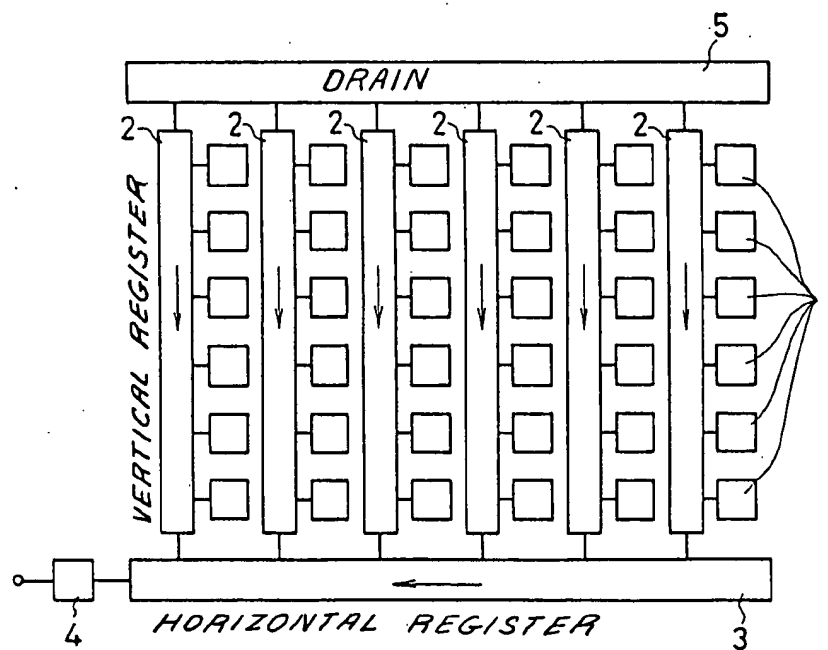 5
DRAIN
2 2 2 2 2 2
VERTICAL REGISTER
4
HORIZONTAL REGISTER
3